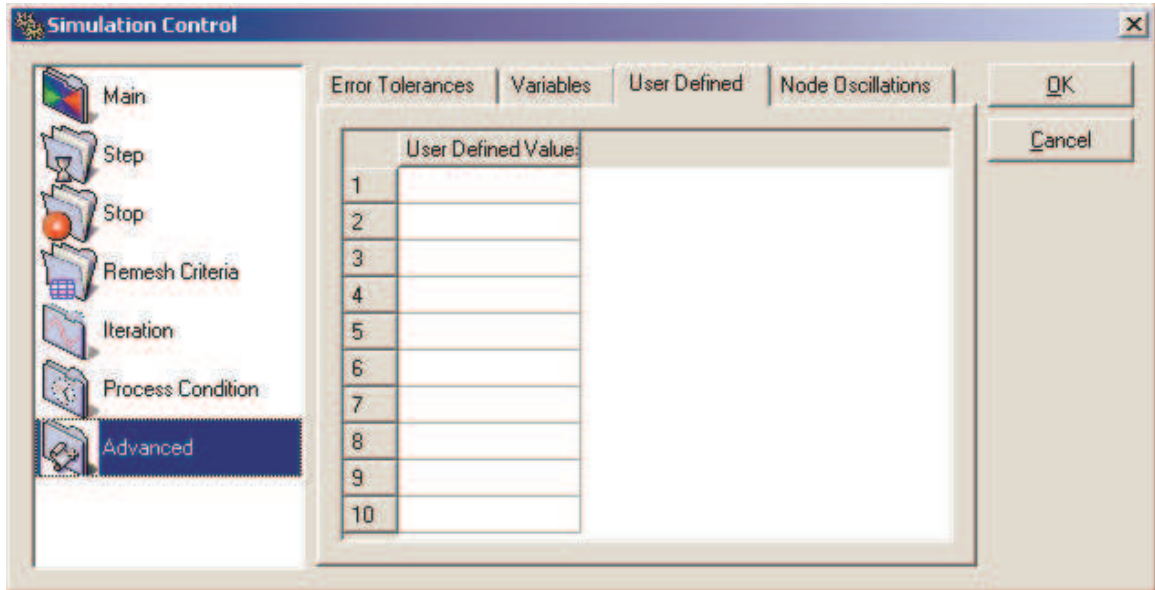 Simulation Control
Main
Step
Stop
Remesh Criteria
Iteration
Process Condition
Advanced
Error Tolerances
Variables
User Defined
Node Oscillations
User Defined Value:
1
2
3
4
5
6
7
8
9
10
OK
Cancel